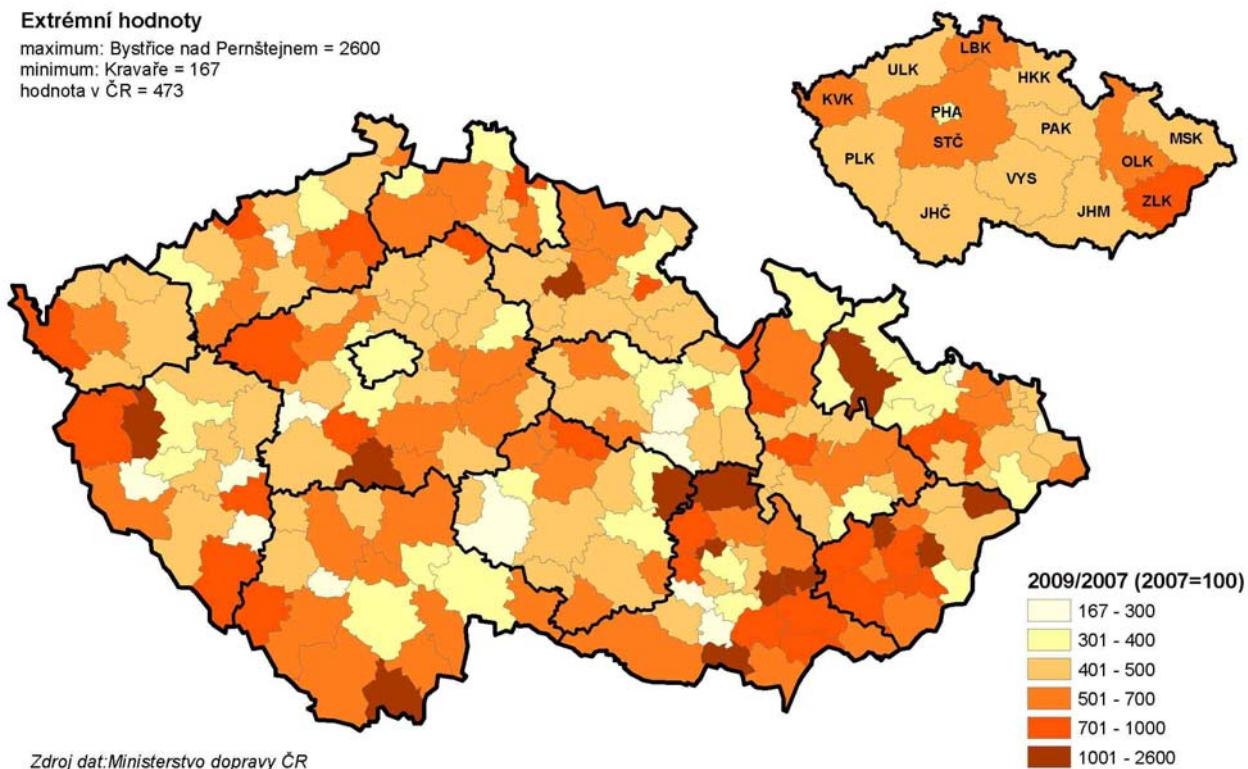 Extrémní hodnoty
maximum: Bystřice nad Pernštejnem = 2600
minimum: Kravaře = 167
hodnota v ČR = 473
LBK
ULK
HKK
KVK
PHA
PAK
STČ
MSK
PLK
OLK
VYS
ZLK
JHČ
JHM
2009/2007 (2007=100)
167 - 300
301 - 400
401 - 500
501 - 700
701 - 1000
1001 - 2600
Zdroj dat:Ministerstvo dopravy ČR